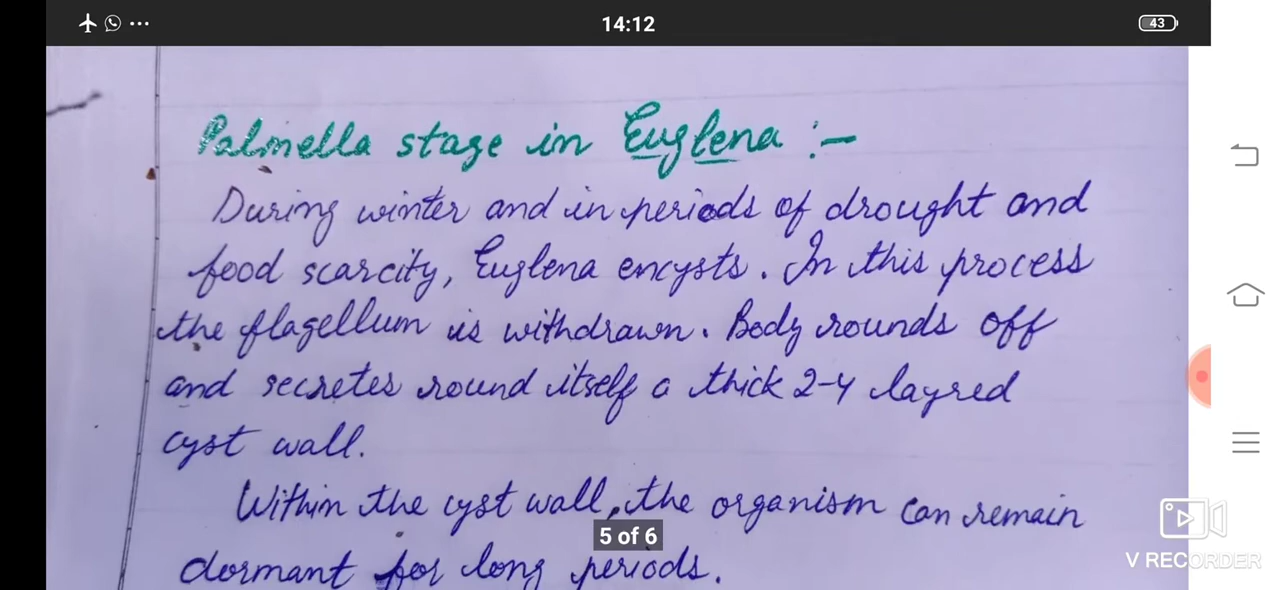 14:12
43
Palmella stage in Euglena :-
During winter and in periods of drought and
food scarcity, Euglena encysts. In this process
the flagellum is withdrawn. Body rounds off
and secretes round itself a thick 2-4 layred
cyst wall.
Within the cyst wall, the organism can remain
5 of 6
dormant for long periods.
V RECORDER